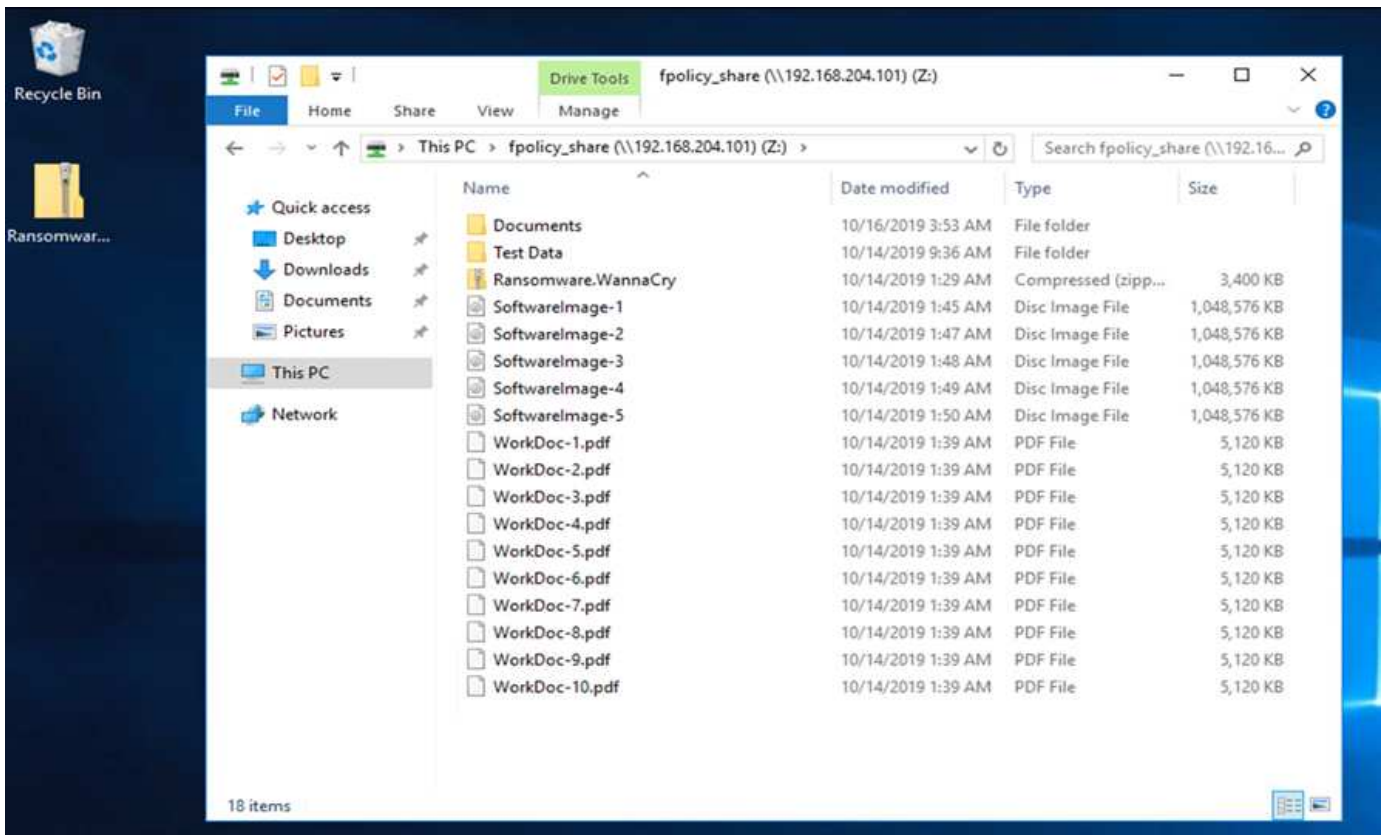 Recycle Bin
Ransomwar...
Drive Tools
fpolicy_share (\\192.168.204.101) (Z:)
File Home Share View Manage
This PC > fpolicy_share (\\192.168.204.101) (Z:) >
Search fpolicy_share (\\192.16...
Quick access
Desktop
Downloads
Documents
Pictures
This PC
Network
Name Date modified Type Size
Documents 10/16/2019 3:53 AM File folder
Test Data 10/14/2019 9:36 AM File folder
Ransomware.WannaCry 10/14/2019 1:29 AM Compressed (zipp... 3,400 KB
SoftwareImage-1 10/14/2019 1:45 AM Disc Image File 1,048,576 KB
SoftwareImage-2 10/14/2019 1:47 AM Disc Image File 1,048,576 KB
SoftwareImage-3 10/14/2019 1:48 AM Disc Image File 1,048,576 KB
SoftwareImage-4 10/14/2019 1:49 AM Disc Image File 1,048,576 KB
SoftwareImage-5 10/14/2019 1:50 AM Disc Image File 1,048,576 KB
WorkDoc-1.pdf 10/14/2019 1:39 AM PDF File 5,120 KB
WorkDoc-2.pdf 10/14/2019 1:39 AM PDF File 5,120 KB
WorkDoc-3.pdf 10/14/2019 1:39 AM PDF File 5,120 KB
WorkDoc-4.pdf 10/14/2019 1:39 AM PDF File 5,120 KB
WorkDoc-5.pdf 10/14/2019 1:39 AM PDF File 5,120 KB
WorkDoc-6.pdf 10/14/2019 1:39 AM PDF File 5,120 KB
WorkDoc-7.pdf 10/14/2019 1:39 AM PDF File 5,120 KB
WorkDoc-8.pdf 10/14/2019 1:39 AM PDF File 5,120 KB
WorkDoc-9.pdf 10/14/2019 1:39 AM PDF File 5,120 KB
WorkDoc-10.pdf 10/14/2019 1:39 AM PDF File 5,120 KB
18 items